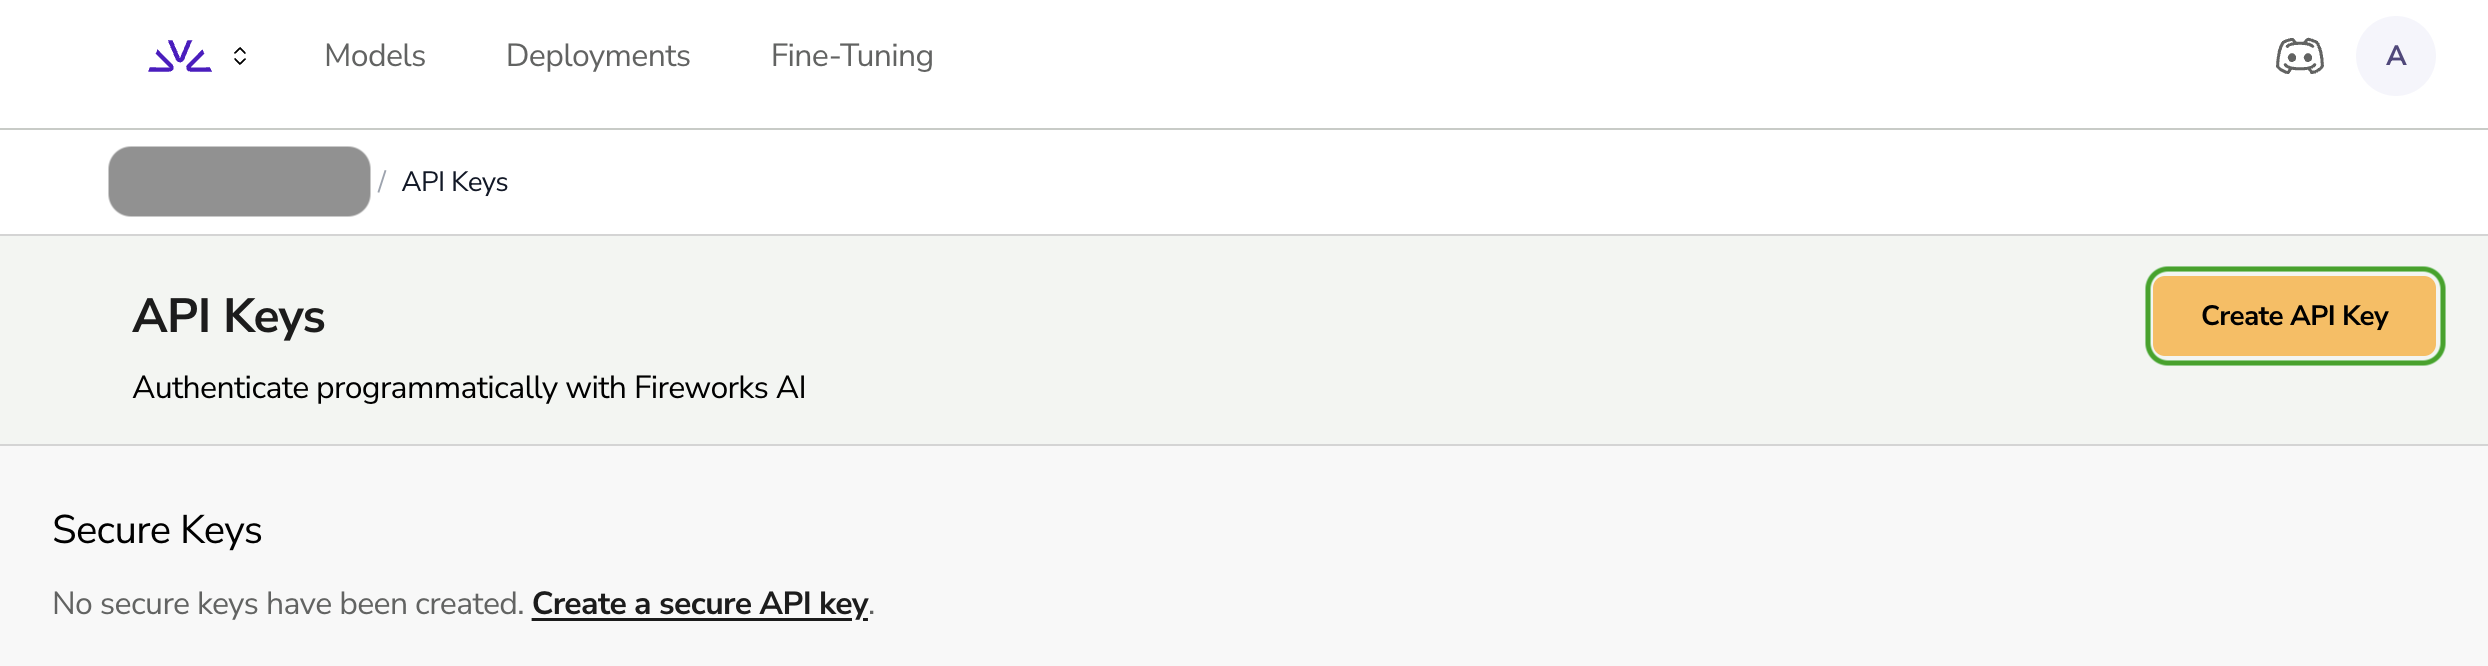 Models Deployments Fine-Tuning A
/ API Keys
API Keys
Create API Key
Authenticate programmatically with Fireworks AI
Secure Keys
No secure keys have been created. Create a secure API key.